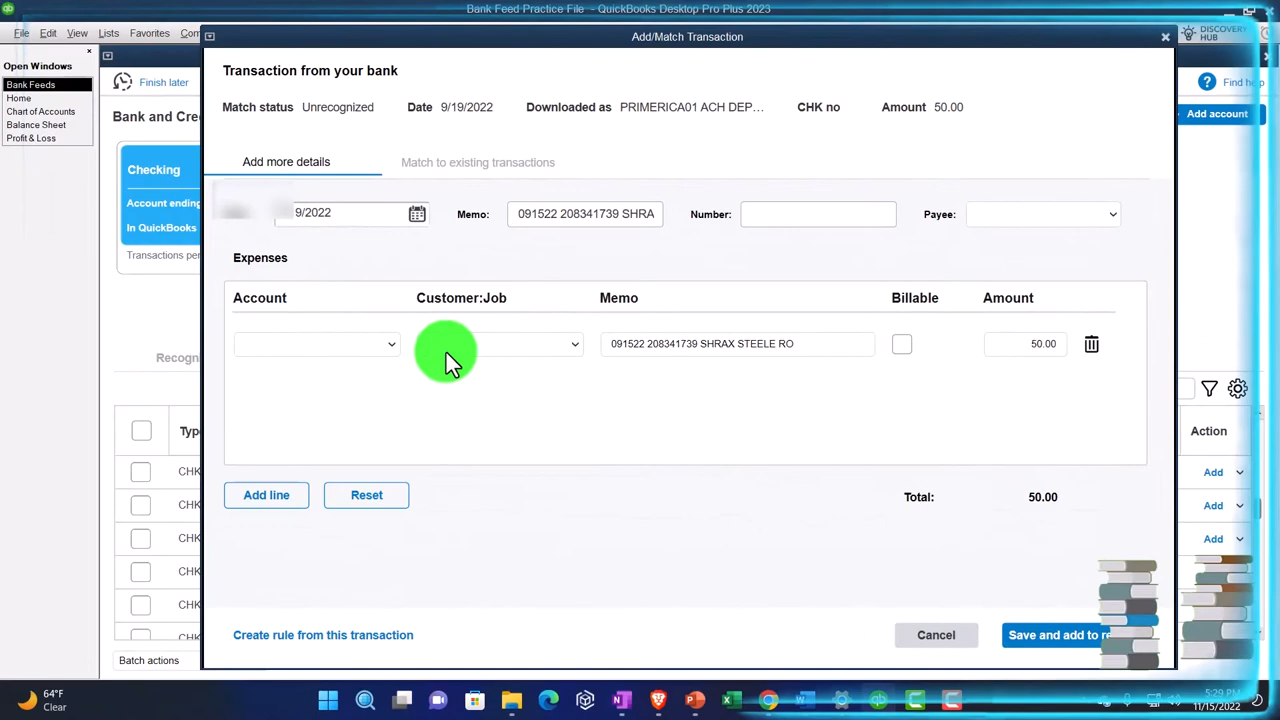 Bank Feed Practice File - QuickBooks Desktop Pro Plus 2023
File Edit View Lists Favorites
Add/Match Transaction
DISCOVERY HUB
Open Windows
Bank Feeds
Home
Chart of Accounts
Balance Sheet
Profit & Loss
Finish later
Find help
Bank and
Add account
Checking
Account ending
In QuickBooks
Transactions
Transaction from your bank
Match status Unrecognized Date 9/19/2022 Downloaded as PRIMERICA01 ACH DEP... CHK no Amount 50.00
Add more details Match to existing transactions
9/2022 Memo: 091522 208341739 SHRA Number: Payee:
Expenses
Account Customer:Job Memo Billable Amount
091522 208341739 SHRAX STEELE RO 50.00
Add line Reset Total: 50.00
Create rule from this transaction Cancel Save and add to re
Action
CHK Add
CHK Add
CHK Add
CHK
CHK
Batch actions
64°F
Clear
5:29 PM
11/15/2022